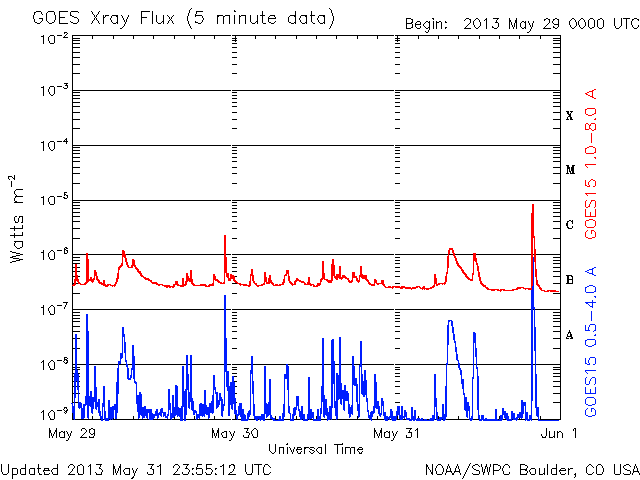 GOES Xray Flux (5 minute data)
Begin: 2013 May 29 0000 UTC
10-2
10-3
10-4
10-5
10-6
10-7
10-8
10-9
Watts m-2
X
M
C
B
A
GOES15 1.0-8.0 A
GOES15 0.5-4.0 A
May 29
May 30
May 31
Jun 1
Universal Time
Updated 2013 May 31 23:55:12 UTC
NOAA/SWPC Boulder, CO USA